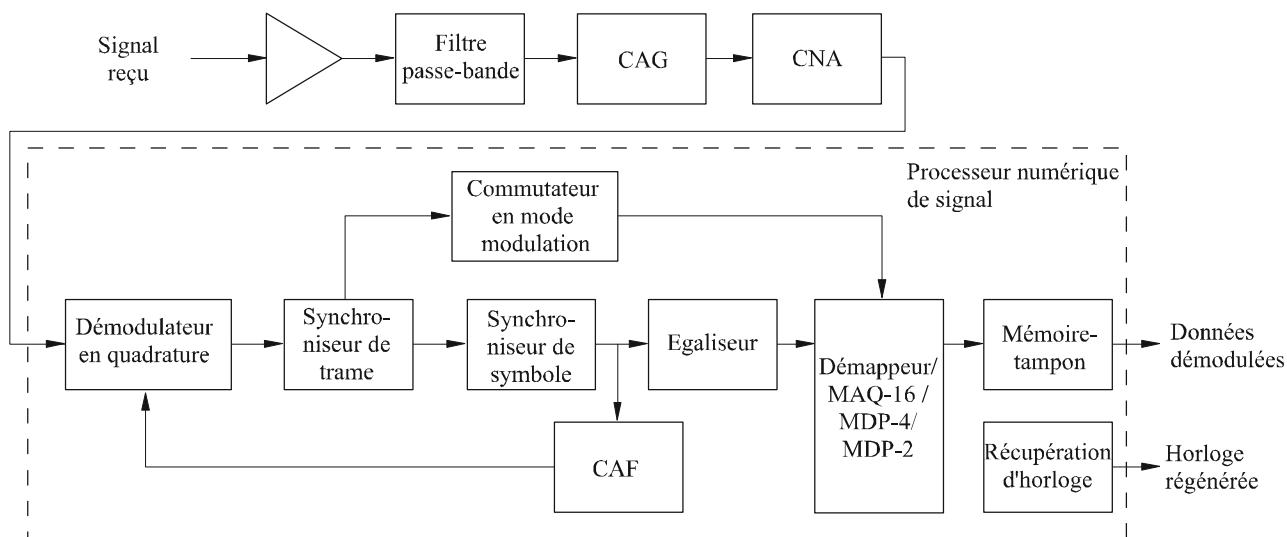 Signal
reçu
Filtre
passe-bande
CAG
CNA
Processeur numérique
de signal
Commutateur
en mode
modulation
Démodulateur
en quadrature
Synchro-
niseur de
trame
Synchro-
niseur de
symbole
Egaliseur
Démappeur/
MAQ-16 /
MDP-4/
MDP-2
Mémoire-
tampon
Données
démodulées
CAF
Récupération
d'horloge
Horloge
régénérée